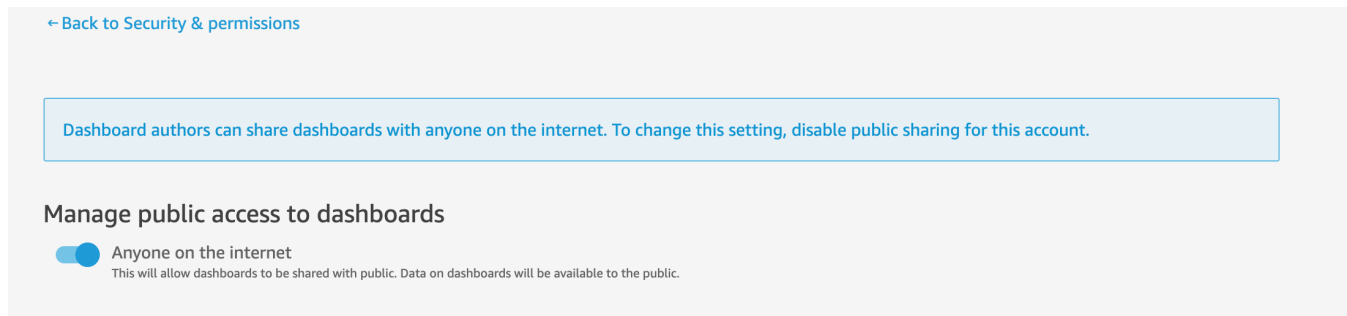 ←Back to Security & permissions
Dashboard authors can share dashboards with anyone on the internet. To change this setting, disable public sharing for this account.
Manage public access to dashboards
Anyone on the internet
This will allow dashboards to be shared with public. Data on dashboards will be available to the public.